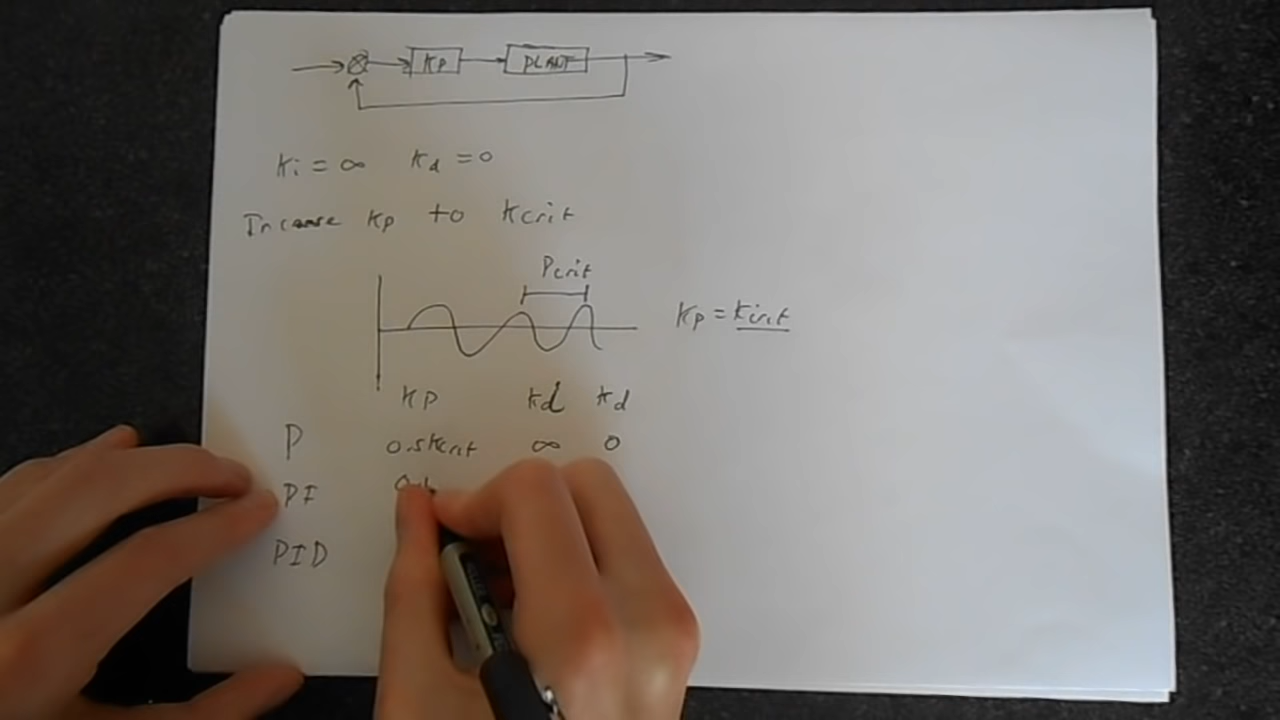 KP PLANT
Ki = ∞ Kd = 0
Increase Kp to Kcrit
Pcrit
Kp = Kcrit
KP Kd Kd
P 0.5Kcrit ∞ 0
PI
PID